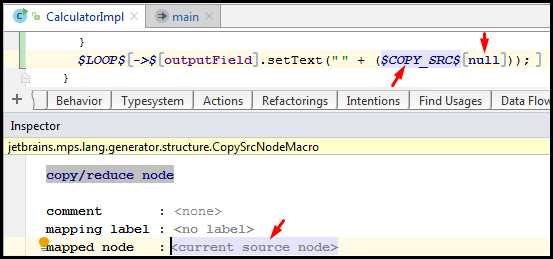 CalculatorImpl × main ×
}
$LOOP$[->$[outputField].setText("" + ($COPY_SRC$[null]));]
}
+ Behavior Typesystem Actions Refactorings Intentions Find Usages Data Flow
Inspector
jetbrains.mps.lang.generator.structure.CopySrcNodeMacro
copy/reduce node
comment : <none>
mapping label : <no label>
mapped node : <current source node>